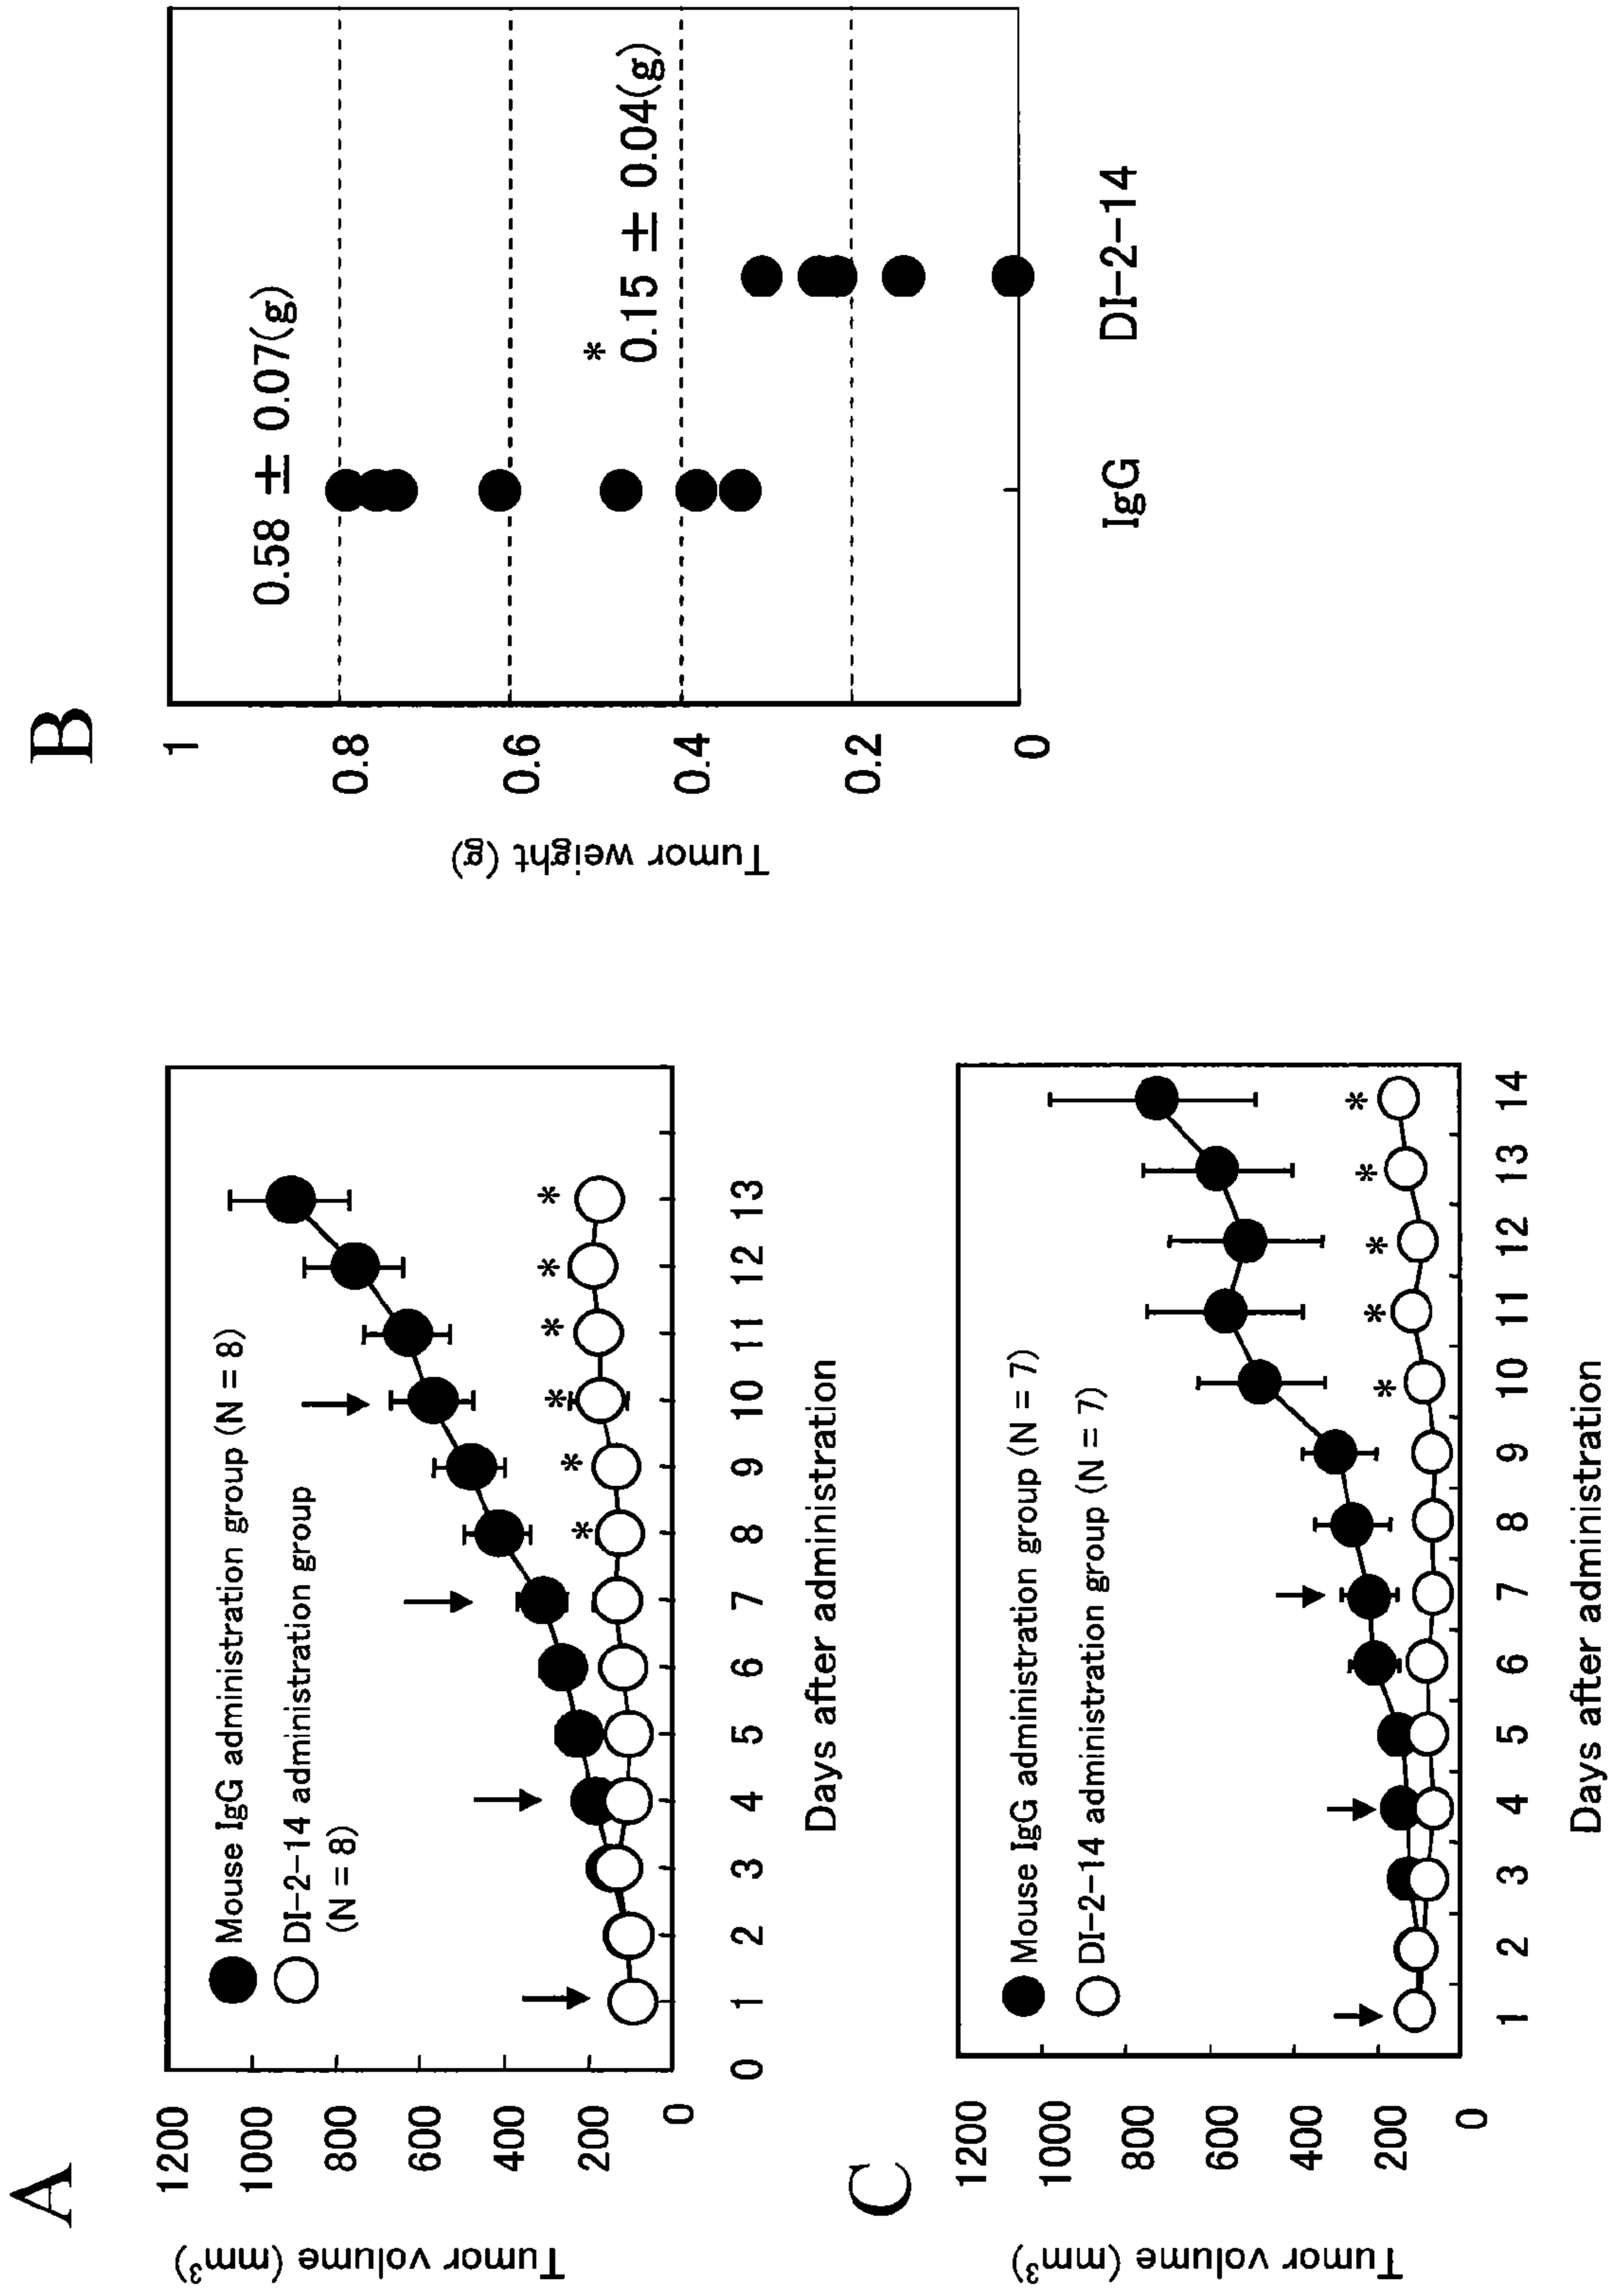 A
Tumor volume (mm³)
1200
1000
800
600
400
200
0
Mouse IgG administration group (N = 8)
DI-2-14 administration group
(N = 8)
* * * * * *
0 1 2 3 4 5 6 7 8 9 10 11 12 13
Days after administration
B
Tumor weight (g)
1
0.8
0.6
0.4
0.2
0
0.58 ± 0.07(g)
*
0.15 ± 0.04(g)
IgG DI-2-14
C
Tumor volume (mm³)
1200
1000
800
600
400
200
0
Mouse IgG administration group (N = 7)
DI-2-14 administration group (N = 7)
* * * * *
1 2 3 4 5 6 7 8 9 10 11 12 13 14
Days after administration